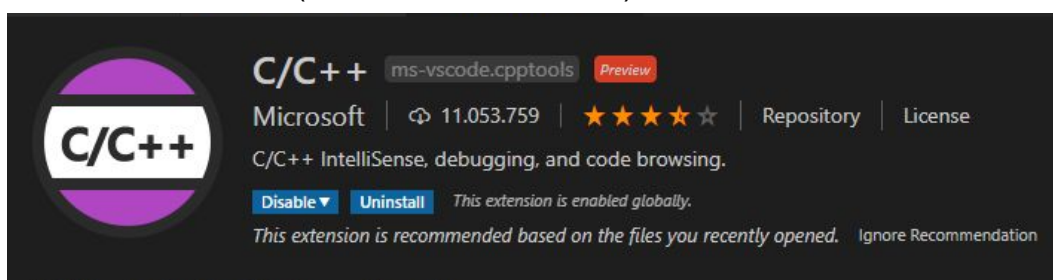 C/C++ ms-vscode.cpptools Preview
Microsoft 11.053.759 Repository License
C/C++
C/C++ IntelliSense, debugging, and code browsing.
Disable Uninstall This extension is enabled globally.
This extension is recommended based on the files you recently opened. Ignore Recommendation